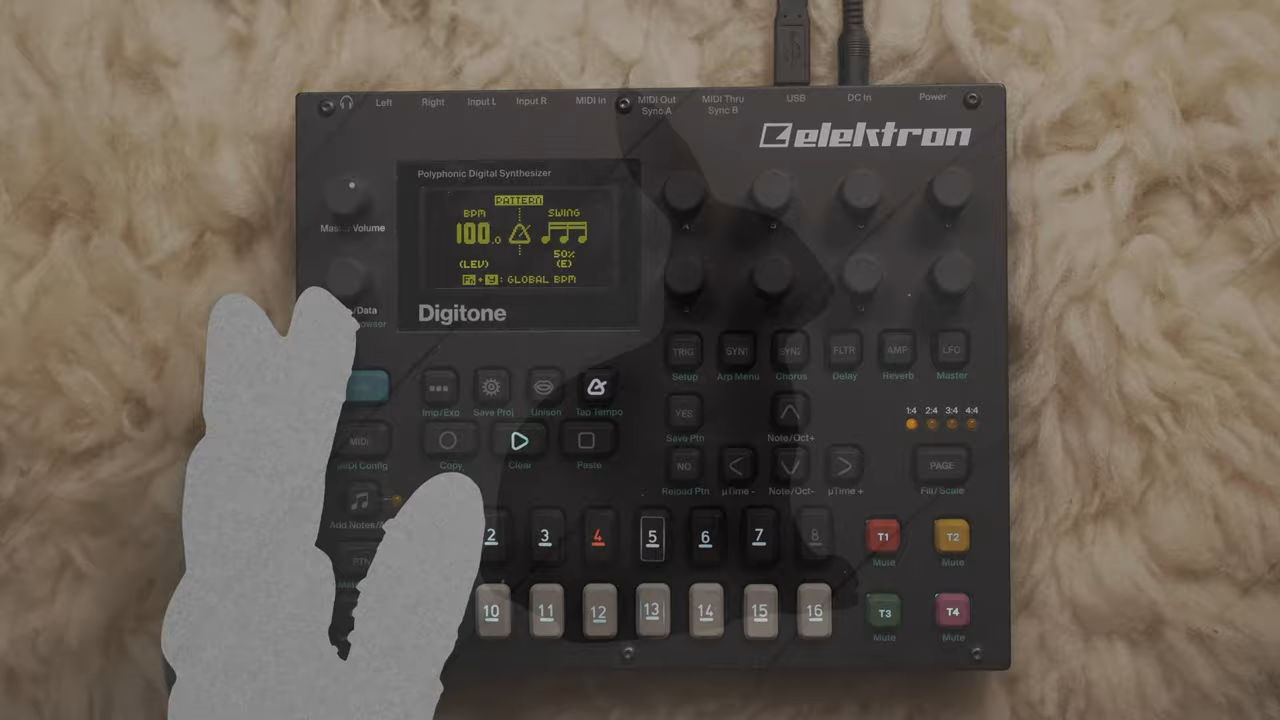 Left Right Input L Input R MIDI In MIDI Out MIDI Thru USB DC In Power
Sync A Sync B
elektron
Polyphonic Digital Synthesizer
PATTERN
BPM SWING
100.0
50%
(LEV) (E)
Fn + : GLOBAL BPM
Digitone
Master Volume
/Data
TRIG SYN1 SYN2 FLTR AMP LFO
Setup Arp Menu Chorus Delay Reverb Master
Imp/Exp Save Proj Unison Tap Tempo
YES
Save Ptn Note/Oct+
1:4 2:4 3:4 4:4
MIDI
MIDI Config Copy Clear Paste
NO PAGE
Reload Ptn µTime - Note/Oct- µTime + Fill/Scale
Add Notes/
PTN
2 3 4 5 6 7 8 T1 T2
Mute Mute
10 11 12 13 14 15 16 T3 T4
Mute Mute